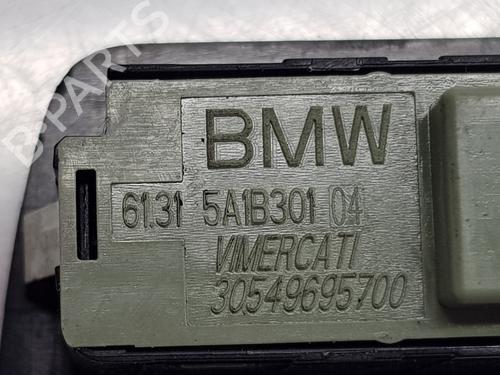 BMW
61.31 5A1B301 04
VIMERCATI
30549695700
B-PARTS